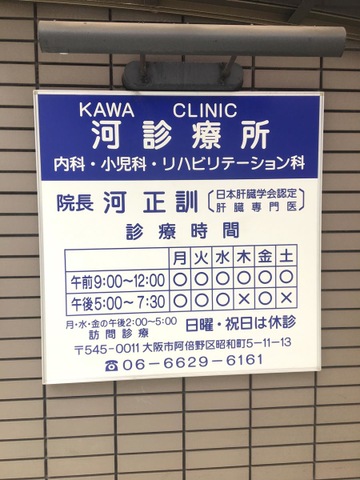 KAWA CLINIC
河診療所
内科・小児科・リハビリテーション科
院長 河 正訓 〔日本肝臓学会認定 肝臓専門医〕
診療時間
月 火 水 木 金 土
午前9:00〜12:00 ○ ○ ○ ○ ○ ○
午後5:00〜7:30 ○ ○ ○ × ○ ×
月・水・金の午後2:00〜5:00
訪問診療
日曜・祝日は休診
〒545-0011 大阪市阿倍野区昭和町5-11-13
☎06-6629-6161